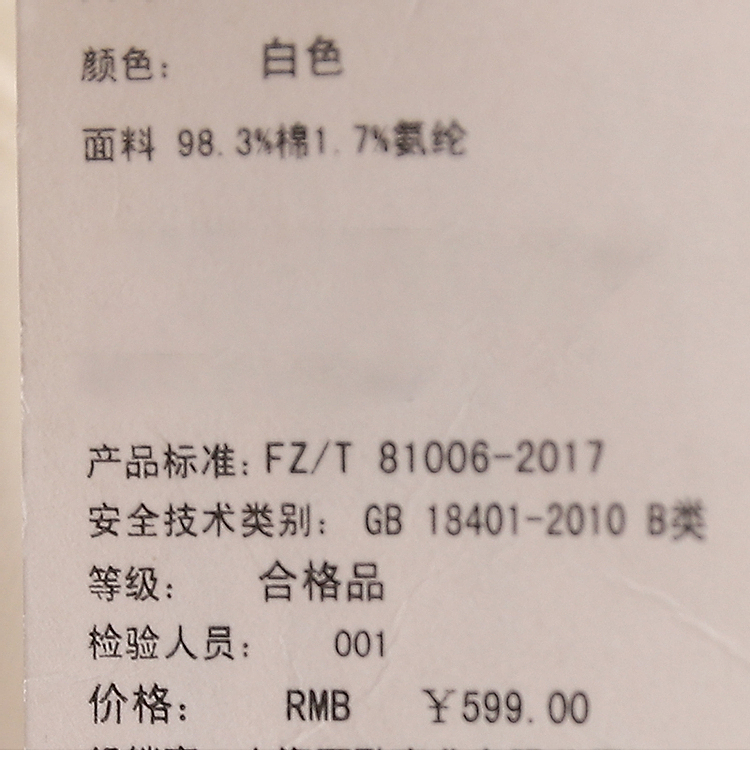 颜色: 白色
面料 98.3%棉1.7%氨纶
产品标准: FZ/T 81006-2017
安全技术类别: GB 18401-2010 B类
等级: 合格品
检验人员: 001
价格: RMB ¥599.00